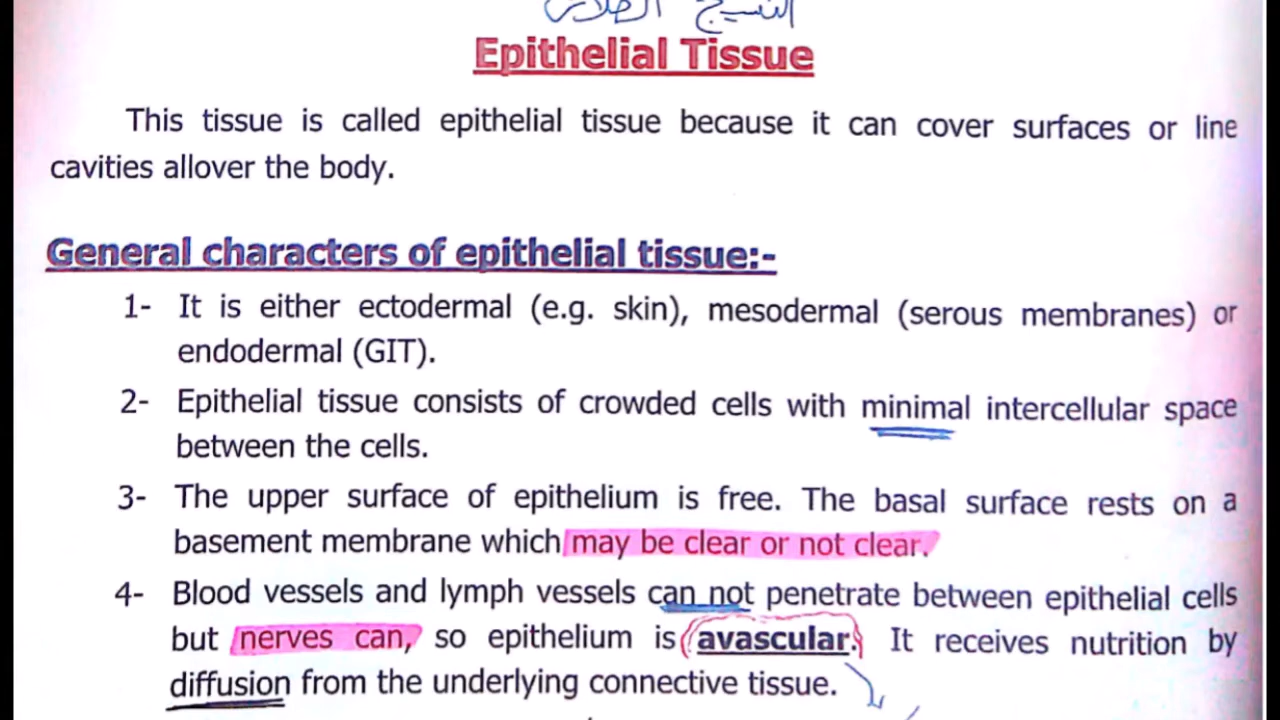 النسيج الطلائي
Epithelial Tissue
This tissue is called epithelial tissue because it can cover surfaces or line
cavities allover the body.
General characters of epithelial tissue:-
1- It is either ectodermal (e.g. skin), mesodermal (serous membranes) or
endodermal (GIT).
2- Epithelial tissue consists of crowded cells with minimal intercellular space
between the cells.
3- The upper surface of epithelium is free. The basal surface rests on a
basement membrane which may be clear or not clear.
4- Blood vessels and lymph vessels can not penetrate between epithelial cells
but nerves can, so epithelium is avascular. It receives nutrition by
diffusion from the underlying connective tissue.